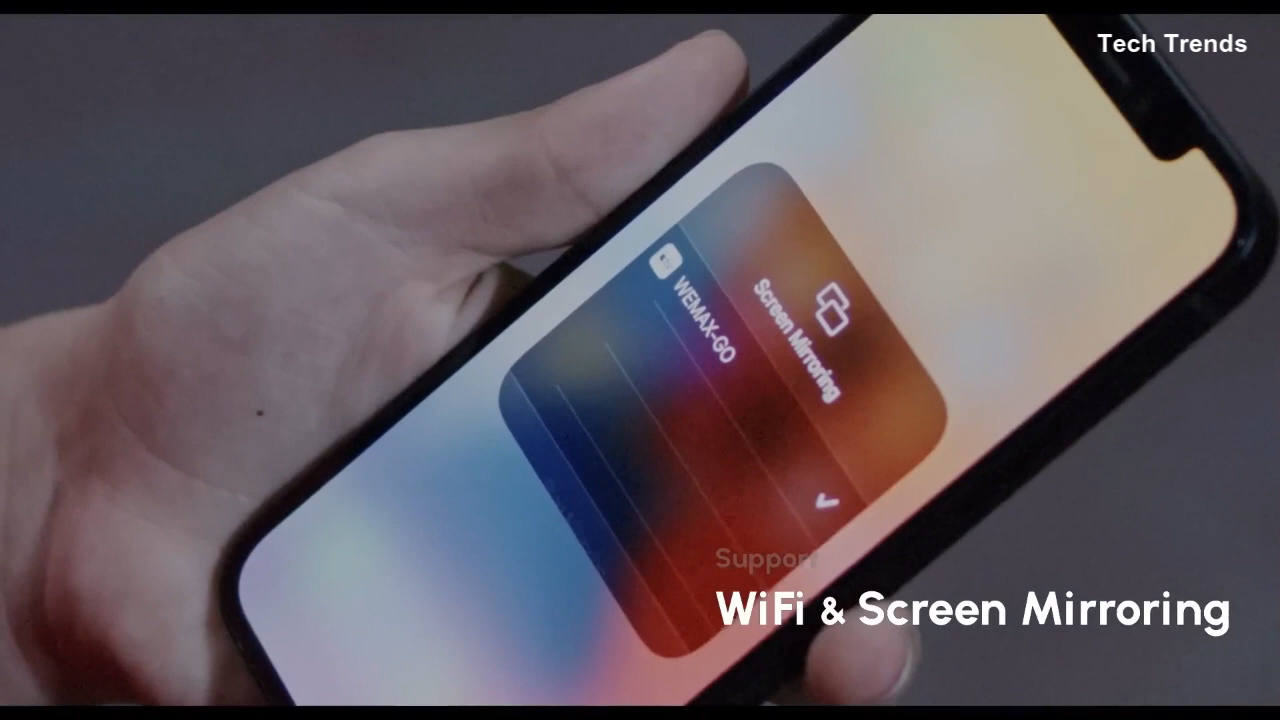 Tech Trends
Screen Mirroring
WEMAX-GO
Support
WiFi & Screen Mirroring